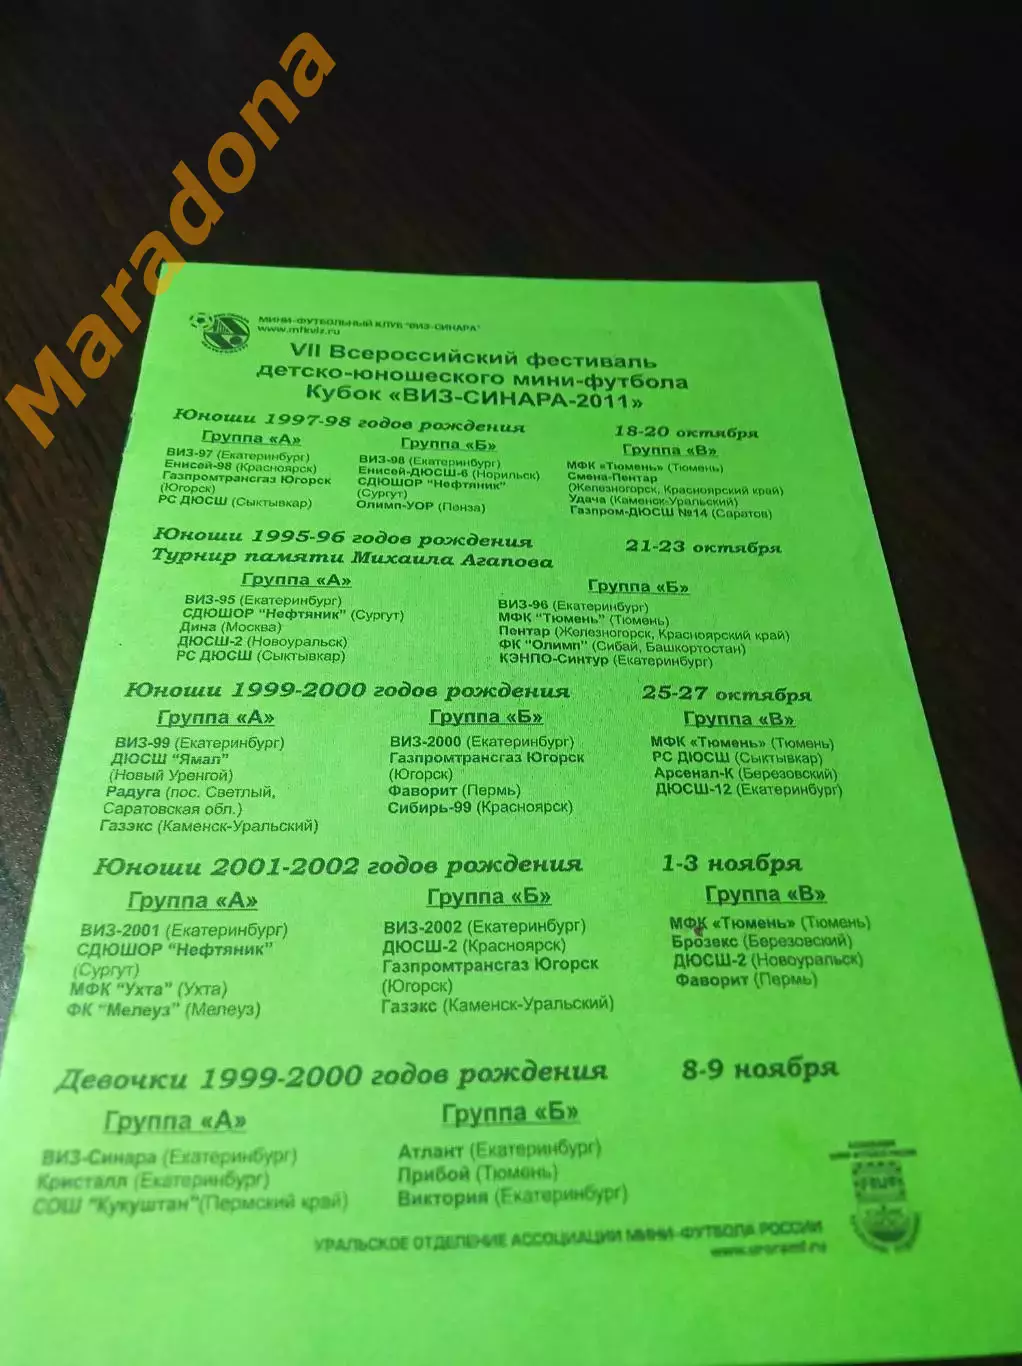 Maradona
МИНИ-ФУТБОЛЬНЫЙ КЛУБ "ВИЗ-СИНАРА"
www.mfkviz.ru
VII Всероссийский фестиваль
детско-юношеского мини-футбола
Кубок «ВИЗ-СИНАРА-2011»
Юноши 1997-98 годов рождения 18-20 октября
Группа «А»
ВИЗ-97 (Екатеринбург)
Енисей-98 (Красноярск)
Газпромтрансгаз Югорск
(Югорск)
РС ДЮСШ (Сыктывкар)
Группа «Б»
ВИЗ-98 (Екатеринбург)
Енисей-ДЮСШ-6 (Норильск)
СДЮШОР "Нефтяник"
(Сургут)
Олимп-УОР (Пенза)
Группа «В»
МФК «Тюмень» (Тюмень)
Смена-Пентар
(Железногорск, Красноярский край)
Удача (Каменск-Уральский)
Газпром-ДЮСШ №14 (Саратов)
Юноши 1995-96 годов рождения 21-23 октября
Турнир памяти Михаила Агапова
Группа «А»
ВИЗ-95 (Екатеринбург)
СДЮШОР "Нефтяник" (Сургут)
Дина (Москва)
ДЮСШ-2 (Новоуральск)
РС ДЮСШ (Сыктывкар)
Группа «Б»
ВИЗ-96 (Екатеринбург)
МФК "Тюмень" (Тюмень)
Пентар (Железногорск, Красноярский край)
ФК "Олимп" (Сибай, Башкортостан)
КЭНПО-Синтур (Екатеринбург)
Юноши 1999-2000 годов рождения 25-27 октября
Группа «А»
ВИЗ-99 (Екатеринбург)
ДЮСШ "Ямал"
(Новый Уренгой)
Радуга (пос. Светлый,
Саратовская обл.)
Газэкс (Каменск-Уральский)
Группа «Б»
ВИЗ-2000 (Екатеринбург)
Газпромтрансгаз Югорск
(Югорск)
Фаворит (Пермь)
Сибирь-99 (Красноярск)
Группа «В»
МФК «Тюмень» (Тюмень)
РС ДЮСШ (Сыктывкар)
Арсенал-К (Березовский)
ДЮСШ-12 (Екатеринбург)
Юноши 2001-2002 годов рождения 1-3 ноября
Группа «А»
ВИЗ-2001 (Екатеринбург)
СДЮШОР "Нефтяник"
(Сургут)
МФК "Ухта" (Ухта)
ФК "Мелеуз" (Мелеуз)
Группа «Б»
ВИЗ-2002 (Екатеринбург)
ДЮСШ-2 (Красноярск)
Газпромтрансгаз Югорск
(Югорск)
Газэкс (Каменск-Уральский)
Группа «В»
МФК «Тюмень» (Тюмень)
Брозекс (Березовский)
ДЮСШ-2 (Новоуральск)
Фаворит (Пермь)
Девочки 1999-2000 годов рождения 8-9 ноября
Группа «А»
ВИЗ-Синара (Екатеринбург)
Кристалл (Екатеринбург)
СОШ "Кукуштан"(Пермский край)
Группа «Б»
Атлант (Екатеринбург)
Прибой (Тюмень)
Виктория (Екатеринбург)
УРАЛЬСКОЕ ОТДЕЛЕНИЕ АССОЦИАЦИИ МИНИ-ФУТБОЛА РОССИИ